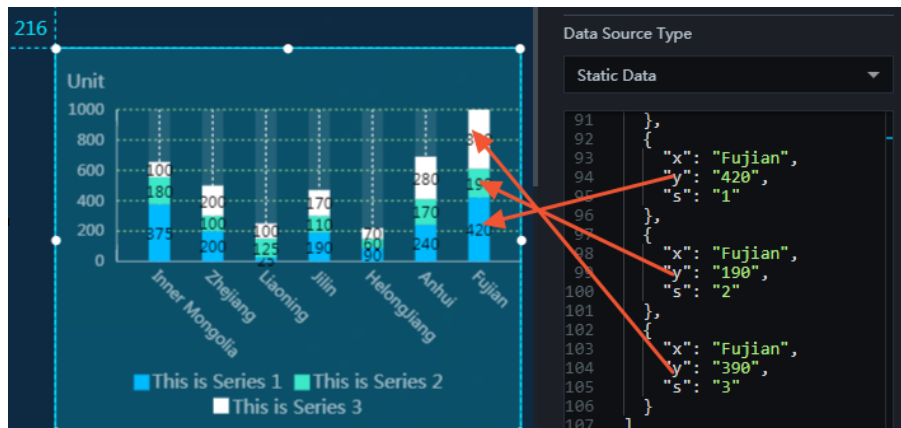 216
Unit
1000
800
600
400
200
0
100
180
375
200
100
200
100
125
25
170
110
190
70
60
90
280
170
240
190
420
Inner Mongolia
Zhejiang
Liaoning
Jilin
HelongJiang
Anhui
Fujian
This is Series 1
This is Series 2
This is Series 3
Data Source Type
Static Data
91 },
92 {
93 "x": "Fujian",
94 "y": "420",
95 "s": "1"
96 },
97 {
98 "x": "Fujian",
99 "y": "190",
100 "s": "2"
101 },
102 {
103 "x": "Fujian",
104 "y": "390",
105 "s": "3"
106 }
107 ]